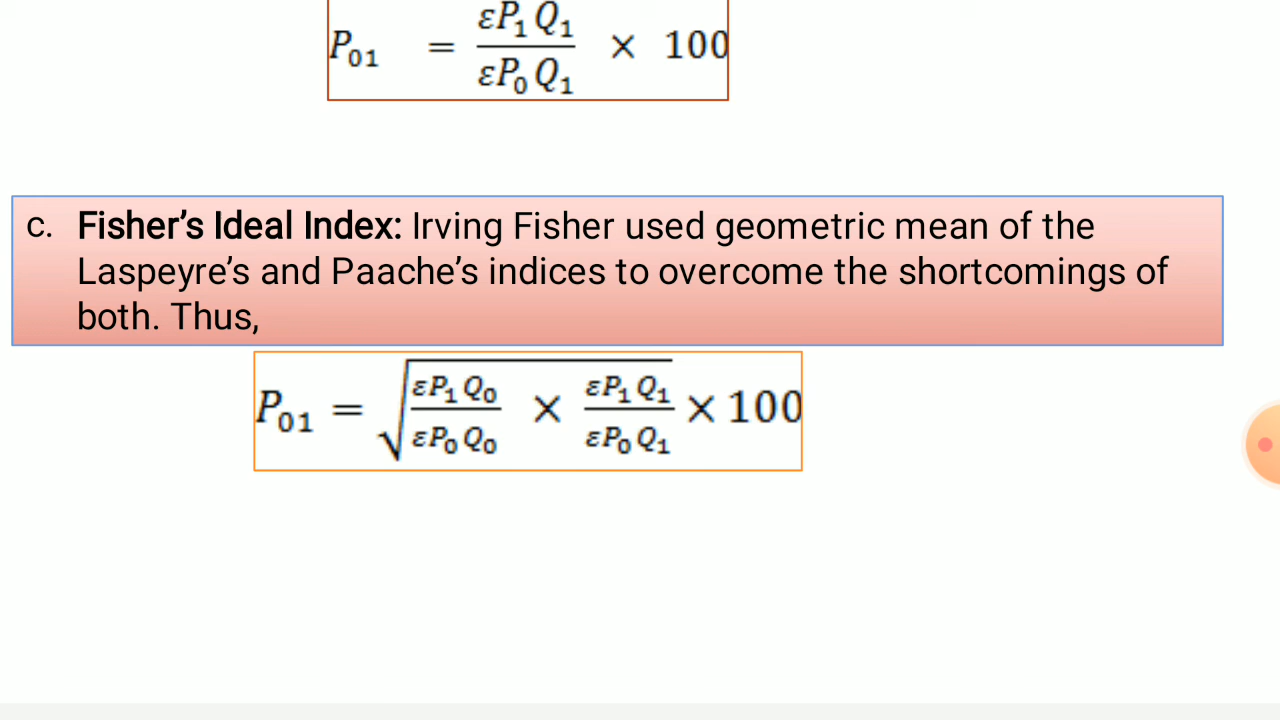 P₀₁ = εP₁Q₁ / εP₀Q₁ × 100
c. Fisher’s Ideal Index: Irving Fisher used geometric mean of the
Laspeyre’s and Paache’s indices to overcome the shortcomings of
both. Thus,
P₀₁ = √(εP₁Q₀ / εP₀Q₀ × εP₁Q₁ / εP₀Q₁) × 100